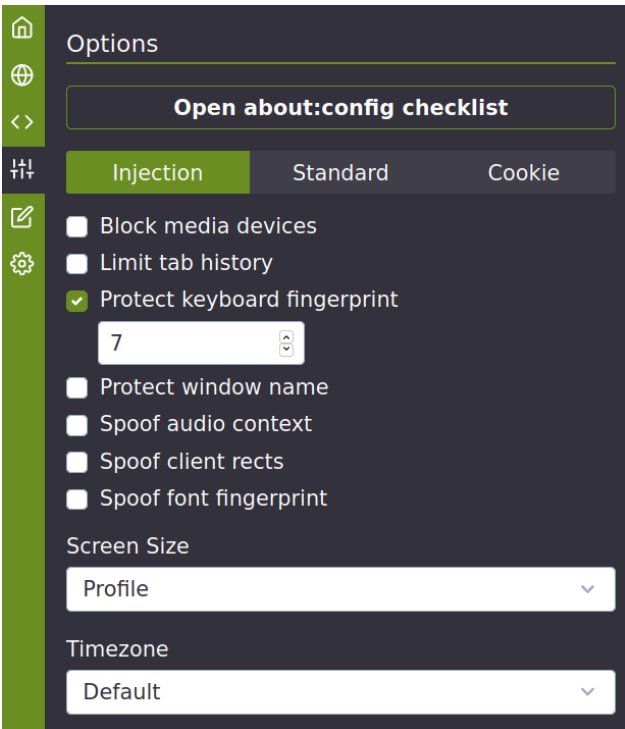 Options
Open about:config checklist
Injection Standard Cookie
Block media devices
Limit tab history
Protect keyboard fingerprint
7
Protect window name
Spoof audio context
Spoof client rects
Spoof font fingerprint
Screen Size
Profile
Timezone
Default